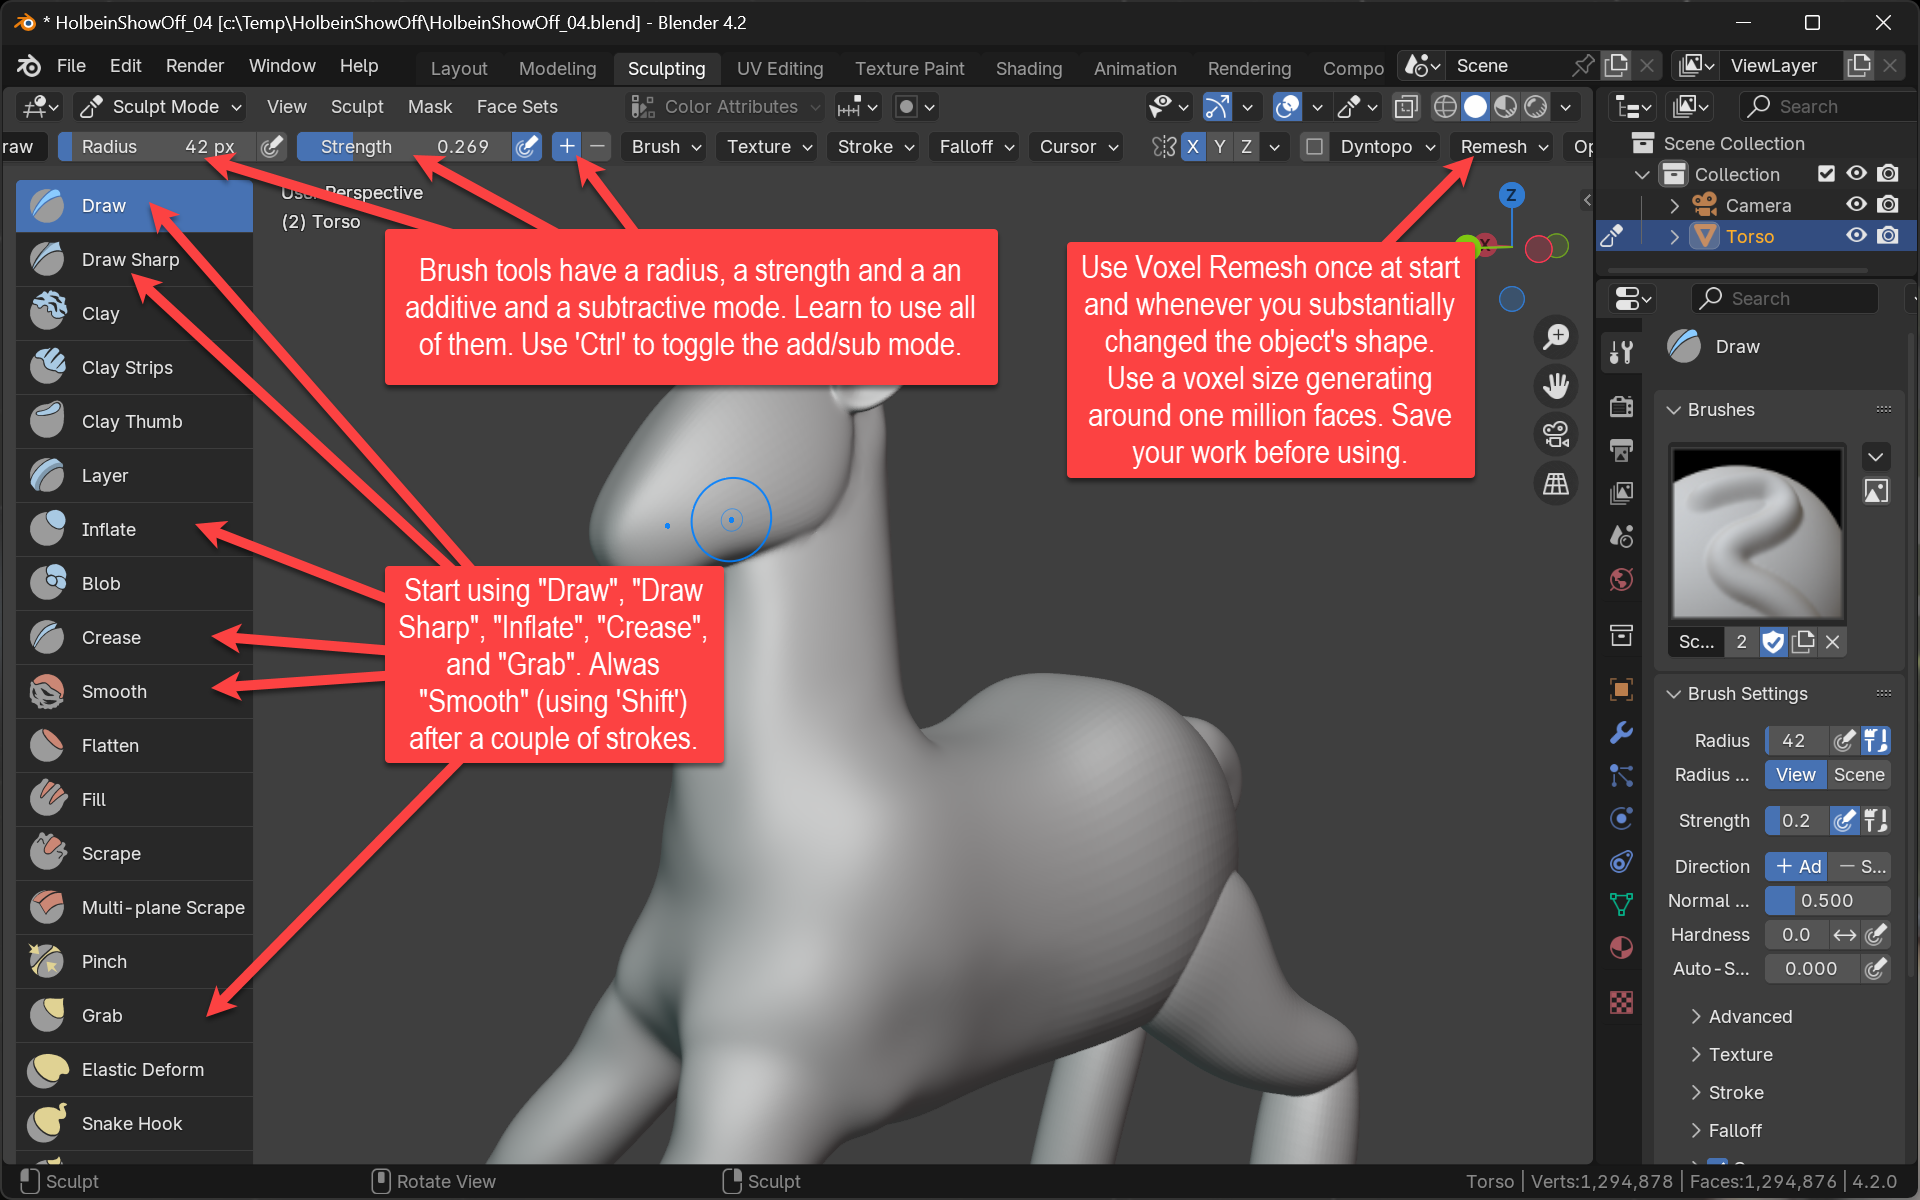 * HolbeinShowOff_04 [c:\Temp\HolbeinShowOff\HolbeinShowOff_04.blend] - Blender 4.2
File Edit Render Window Help Layout Modeling Sculpting UV Editing Texture Paint Shading Animation Rendering Compo Scene ViewLayer
Sculpt Mode View Sculpt Mask Face Sets Color Attributes Search
raw Radius 42 px Strength 0.269 + − Brush Texture Stroke Falloff Cursor X Y Z Dyntopo Remesh Op
Scene Collection
Collection
Camera
Torso
User Perspective
(2) Torso
Z
Draw
Draw Sharp
Clay
Clay Strips
Clay Thumb
Layer
Inflate
Blob
Crease
Smooth
Flatten
Fill
Scrape
Multi-plane Scrape
Pinch
Grab
Elastic Deform
Snake Hook
Brush tools have a radius, a strength and a an
additive and a subtractive mode. Learn to use all
of them. Use 'Ctrl' to toggle the add/sub mode.
Use Voxel Remesh once at start
and whenever you substantially
changed the object's shape.
Use a voxel size generating
around one million faces. Save
your work before using.
Start using "Draw", "Draw
Sharp", "Inflate", "Crease",
and "Grab". Alwas
"Smooth" (using 'Shift')
after a couple of strokes.
Search
Draw
Brushes
Sc... 2
Brush Settings
Radius 42
Radius ... View Scene
Strength 0.2
Direction + Ad − S...
Normal ... 0.500
Hardness 0.0
Auto-S... 0.000
Advanced
Texture
Stroke
Falloff
Sculpt Rotate View Sculpt Torso | Verts:1,294,878 | Faces:1,294,876 | 4.2.0